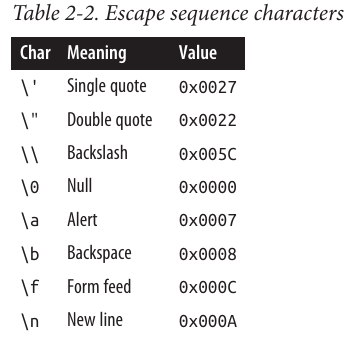 Table 2-2. Escape sequence characters
Char Meaning Value
\' Single quote 0x0027
\" Double quote 0x0022
\\ Backslash 0x005C
\0 Null 0x0000
\a Alert 0x0007
\b Backspace 0x0008
\f Form feed 0x000C
\n New line 0x000A